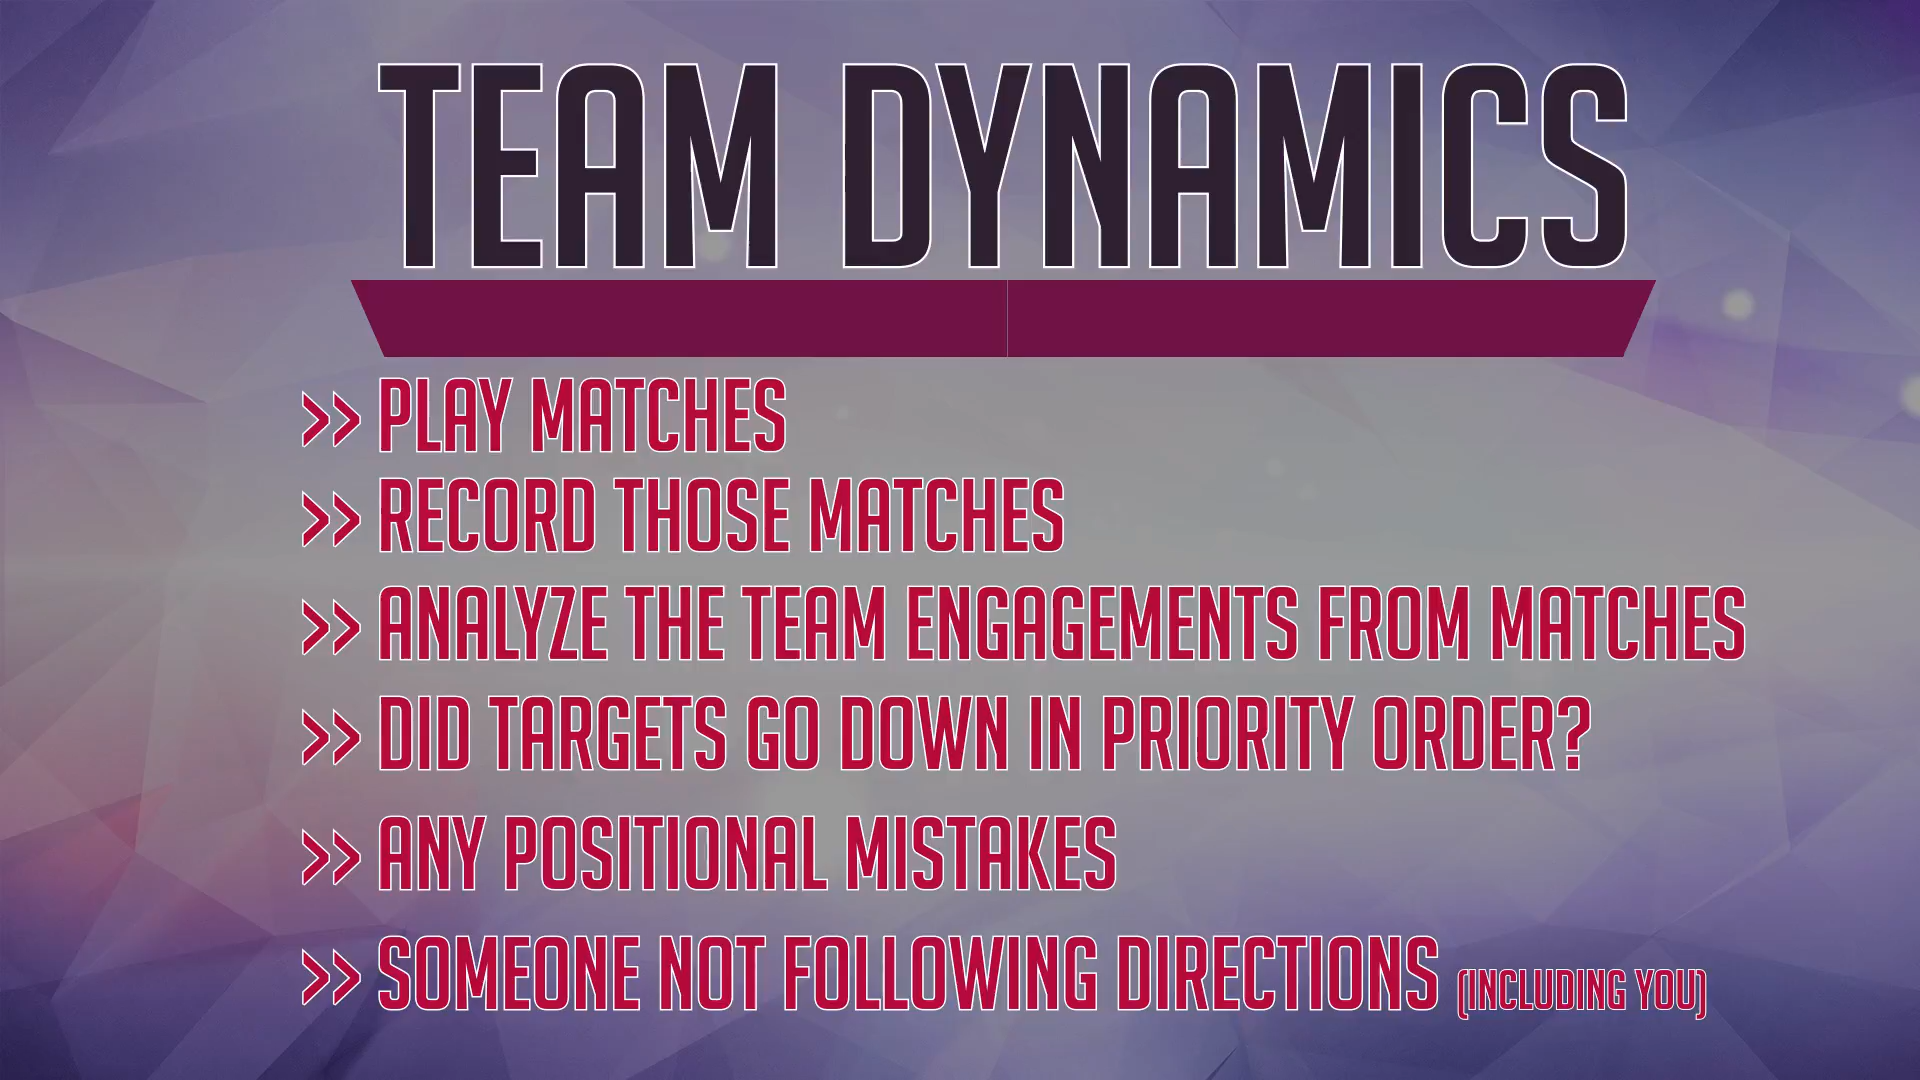 TEAM DYNAMICS
>> PLAY MATCHES
>> RECORD THOSE MATCHES
>> ANALYZE THE TEAM ENGAGEMENTS FROM MATCHES
>> DID TARGETS GO DOWN IN PRIORITY ORDER?
>> ANY POSITIONAL MISTAKES
>> SOMEONE NOT FOLLOWING DIRECTIONS (INCLUDING YOU)